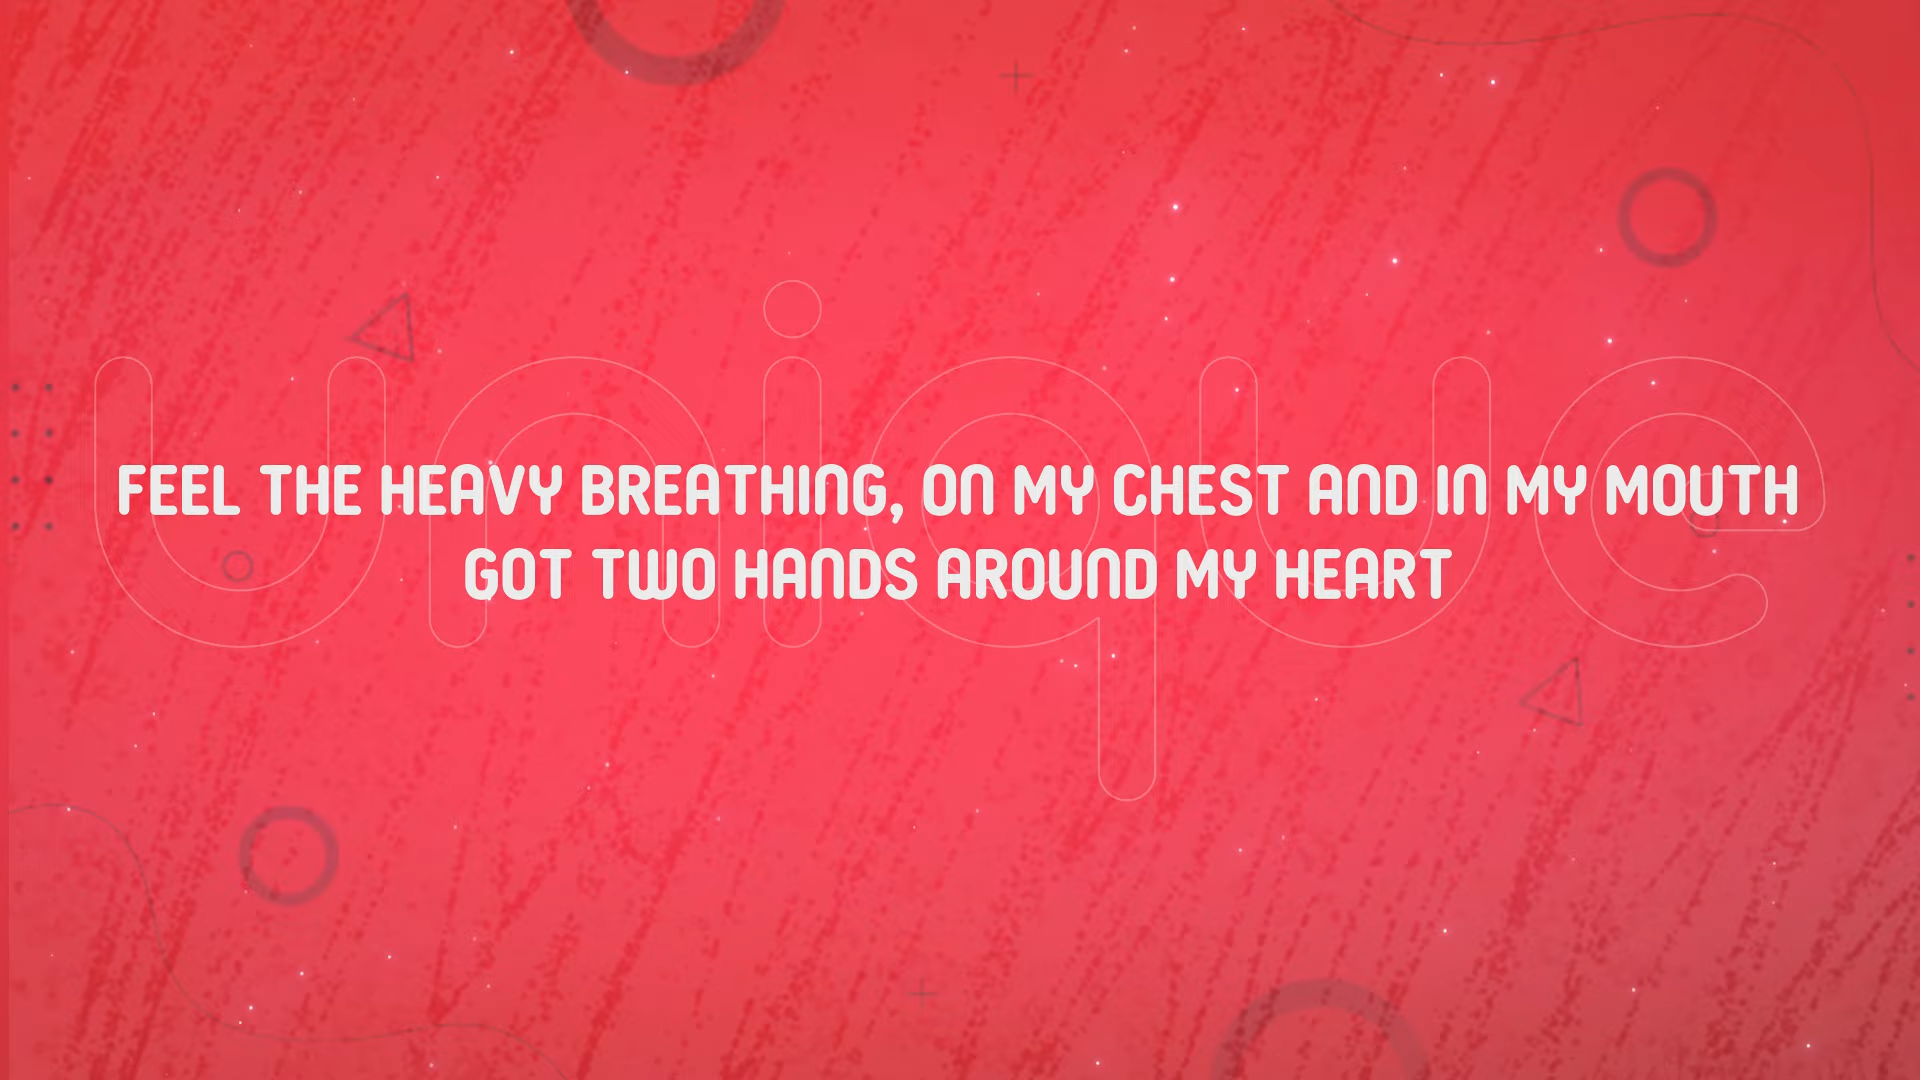 FEEL THE HEAVY BREATHING, ON MY CHEST AND IN MY MOUTH
GOT TWO HANDS AROUND MY HEART
unique